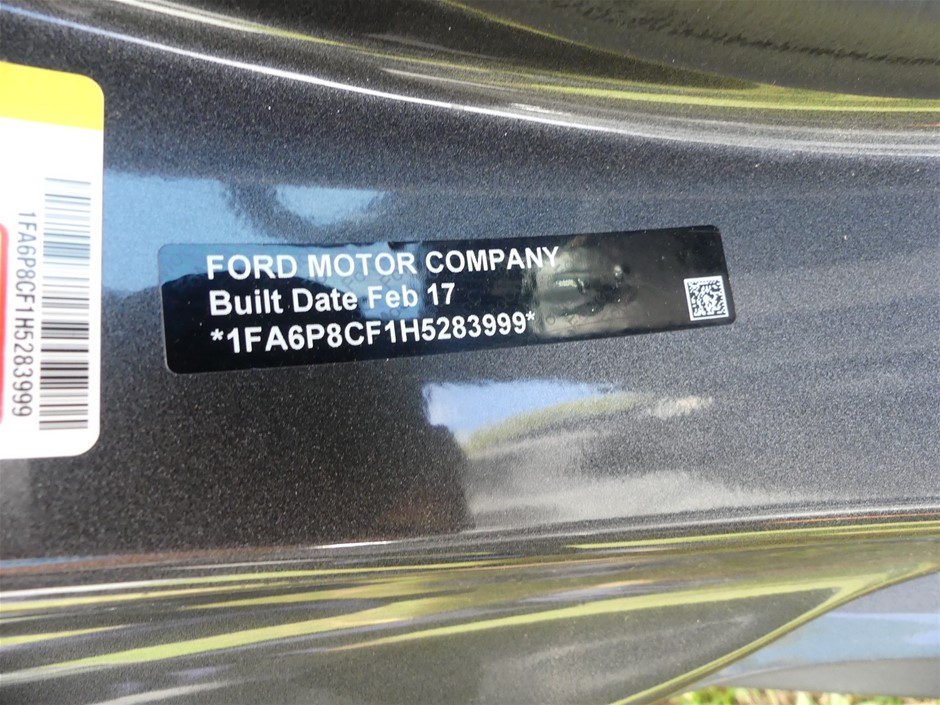 FORD MOTOR COMPANY
Built Date Feb 17
*1FA6P8CF1H5283999*
1FA6P8CF1H5283999